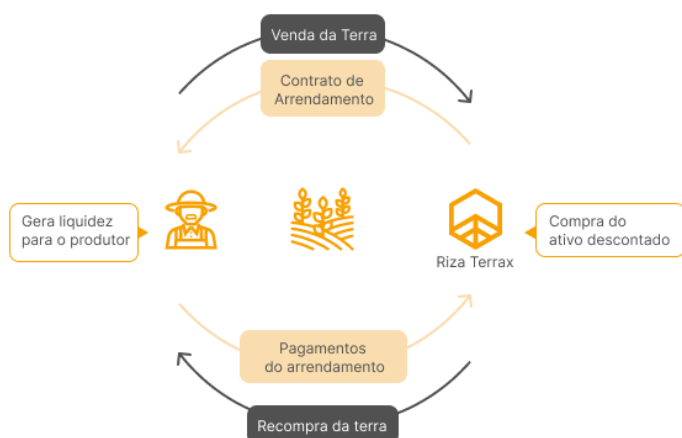 Venda da Terra
Contrato de
Arrendamento
Gera liquidez
para o produtor
Riza Terrax
Compra do
ativo descontado
Pagamentos
do arrendamento
Recompra da terra